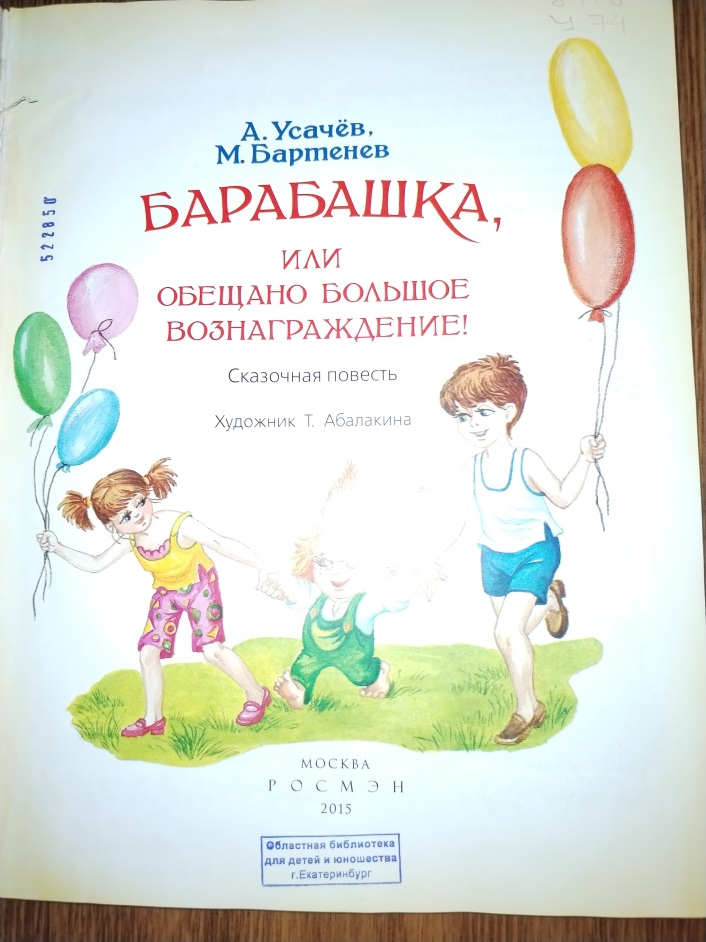 У 74
А. Усачёв,
М. Бартенев
БАРАБАШКА,
ИЛИ
ОБЕЩАНО БОЛЬШОЕ
ВОЗНАГРАЖДЕНИЕ!
Сказочная повесть
Художник Т. Абалакина
522850
МОСКВА
РОСМЭН
2015
Областная библиотека
для детей и юношества
г.Екатеринбург